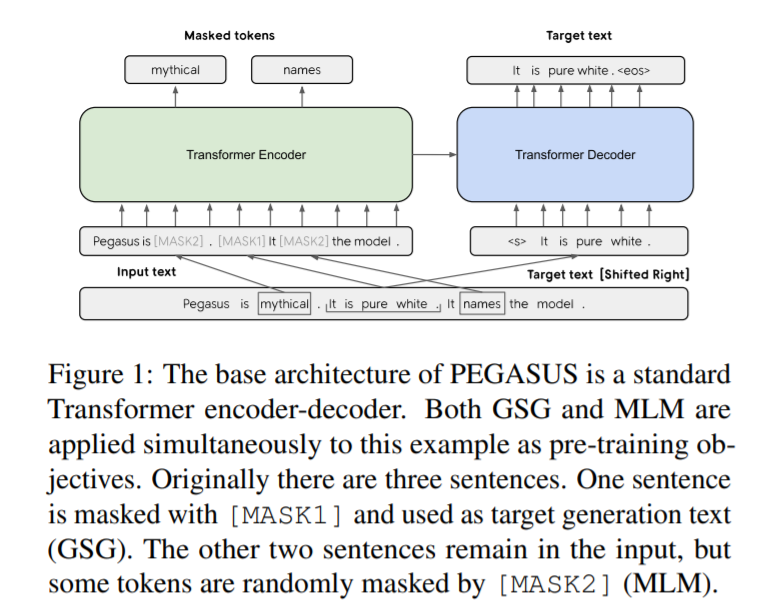 Masked tokens
Target text
mythical
names
It is pure white . <eos>
Transformer Encoder
Transformer Decoder
Pegasus is [MASK2] . [MASK1] It [MASK2] the model .
<s> It is pure white .
Input text
Target text [Shifted Right]
Pegasus is mythical . It is pure white . It names the model .
Figure 1: The base architecture of PEGASUS is a standard
Transformer encoder-decoder. Both GSG and MLM are
applied simultaneously to this example as pre-training ob-
jectives. Originally there are three sentences. One sentence
is masked with [MASK1] and used as target generation text
(GSG). The other two sentences remain in the input, but
some tokens are randomly masked by [MASK2] (MLM).